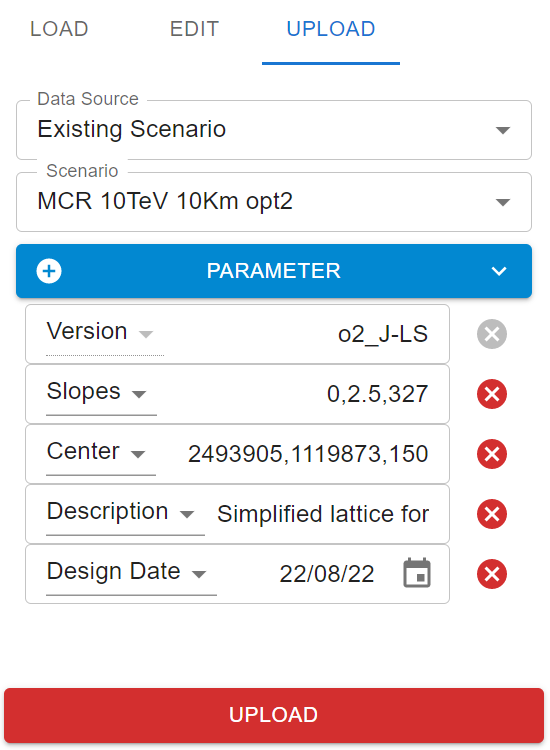 LOAD EDIT UPLOAD
Data Source
Existing Scenario
Scenario
MCR 10TeV 10Km opt2
PARAMETER
Version o2_J-LS
Slopes 0,2.5,327
Center 2493905,1119873,150
Description Simplified lattice for
Design Date 22/08/22
UPLOAD